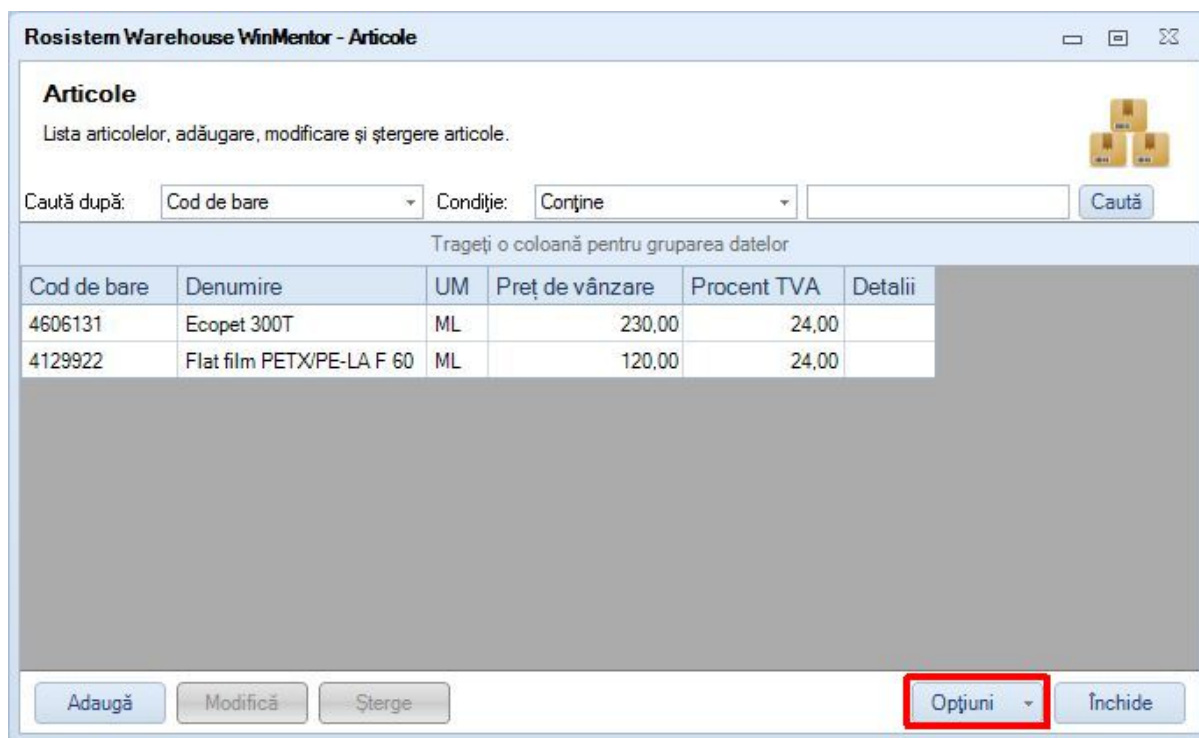 Rosistem Warehouse WinMentor - Articole
Articole
Lista articolelor, adăugare, modificare și ștergere articole.
Caută după: Cod de bare Condiție: Conține Caută
Trageți o coloană pentru gruparea datelor
Cod de bare Denumire UM Preț de vânzare Procent TVA Detalii
4606131 Ecopet 300T ML 230,00 24,00
4129922 Flat film PETX/PE-LA F 60 ML 120,00 24,00
Adaugă Modifică Șterge Opțiuni Închide